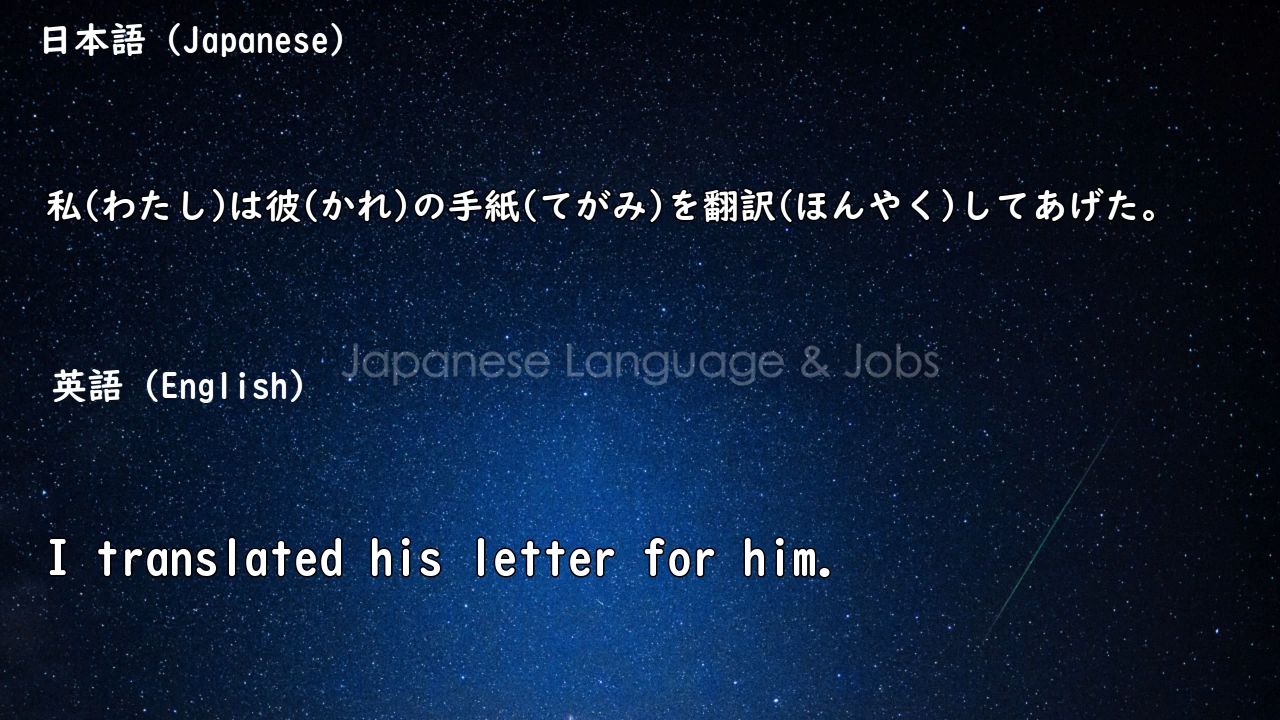 日本語 (Japanese)
私(わたし)は彼(かれ)の手紙(てがみ)を翻訳(ほんやく)してあげた。
Japanese Language & Jobs
英語 (English)
I translated his letter for him.